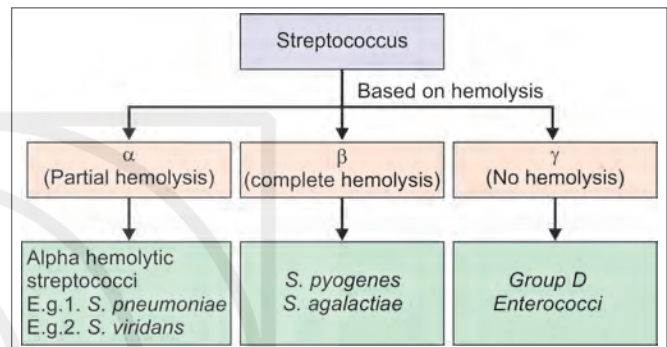 Streptococcus
Based on hemolysis
α
(Partial hemolysis)
β
(complete hemolysis)
γ
(No hemolysis)
Alpha hemolytic
streptococci
E.g.1. S. pneumoniae
E.g.2. S. viridans
S. pyogenes
S. agalactiae
Group D
Enterococci